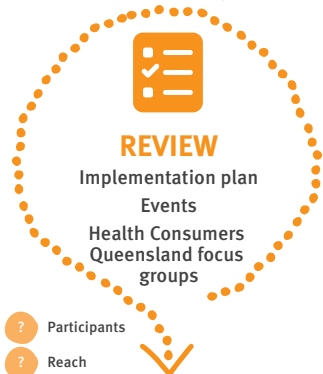 REVIEW
Implementation plan
Events
Health Consumers
Queensland focus
groups
? Participants
? Reach